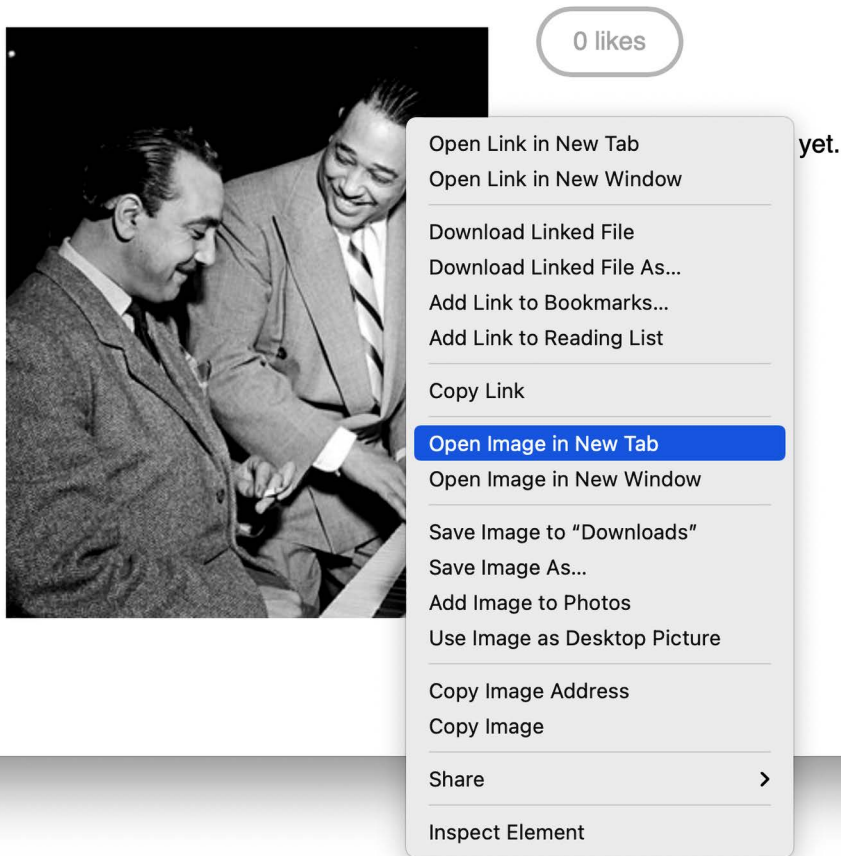 0 likes
yet.
Open Link in New Tab
Open Link in New Window
Download Linked File
Download Linked File As...
Add Link to Bookmarks...
Add Link to Reading List
Copy Link
Open Image in New Tab
Open Image in New Window
Save Image to “Downloads”
Save Image As...
Add Image to Photos
Use Image as Desktop Picture
Copy Image Address
Copy Image
Share
Inspect Element